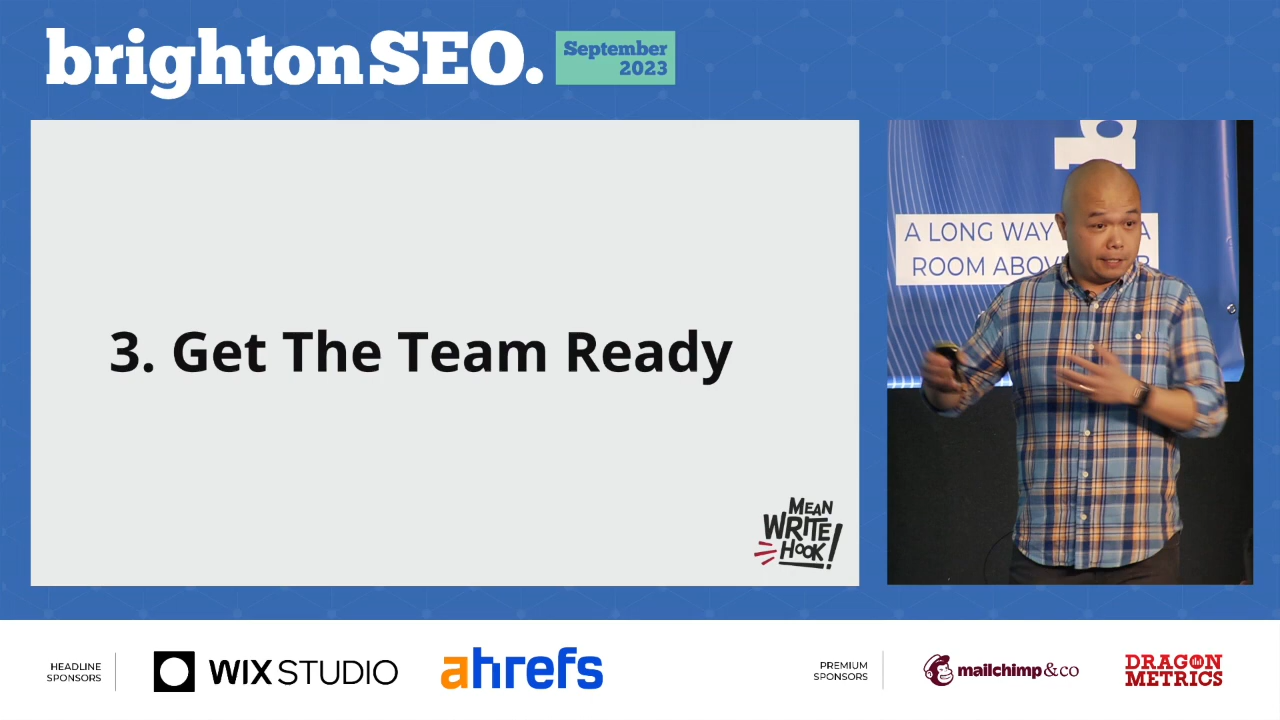 brightonSEO.
September
2023
3. Get The Team Ready
MEAN
WRITE
HOOK!
A LONG WAY A
ROOM ABOV B
HEADLINE
SPONSORS
WIX STUDIO
ahrefs
PREMIUM
SPONSORS
mailchimp &co
DRAGON
METRICS